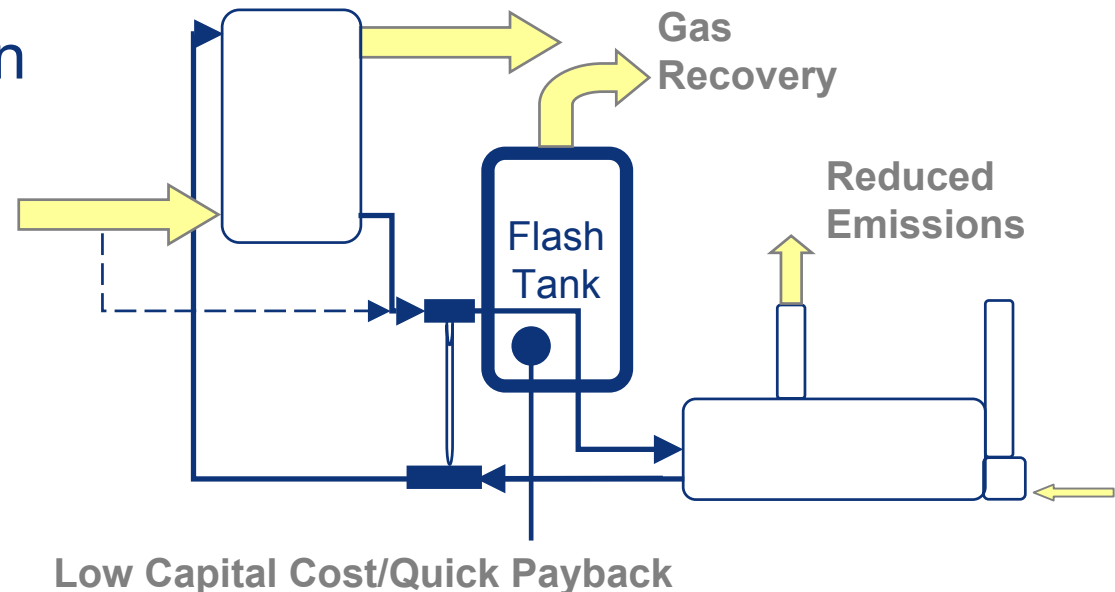 n
Gas
Recovery
Reduced
Emissions
Flash
Tank
Low Capital Cost/Quick Payback